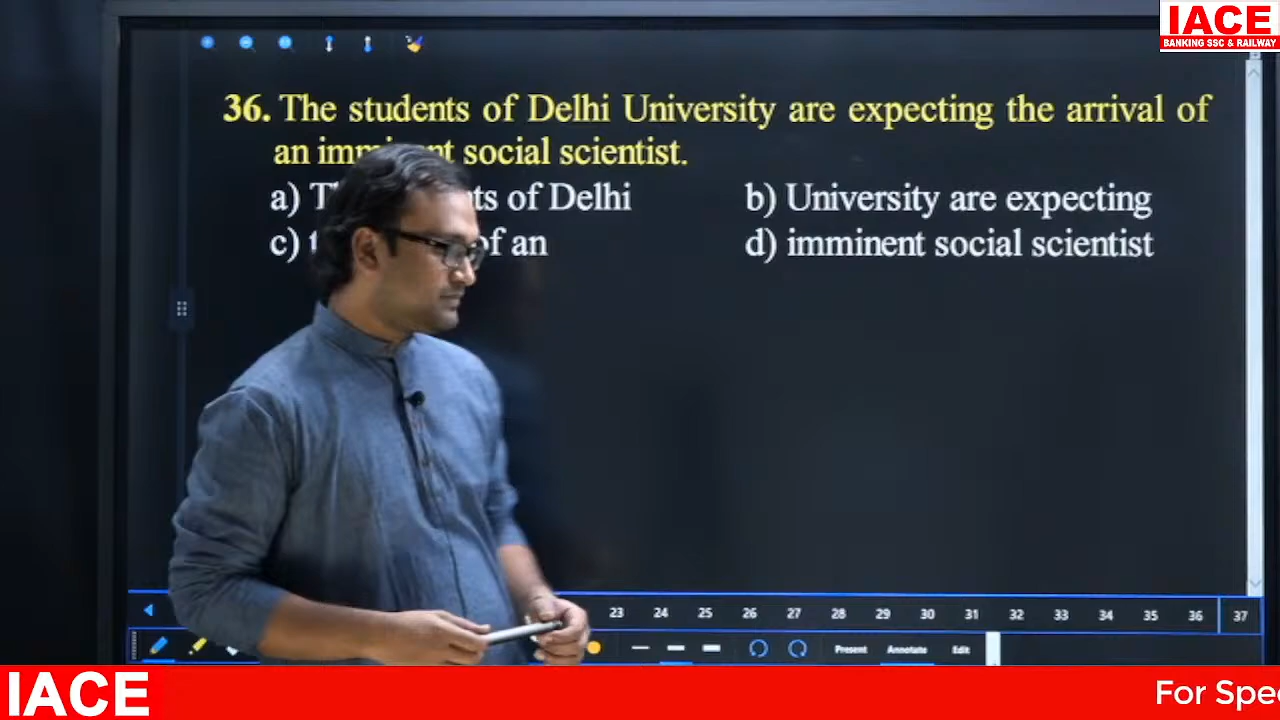 IACE
BANKING SSC & RAILWAY
36. The students of Delhi University are expecting the arrival of
an imminent social scientist.
a) of Delhi
b) University are expecting
c) of an
d) imminent social scientist
23 24 25 26 27 28 29 30 31 32 33 34 35 36 37
Present Annotate Edit
IACE
For